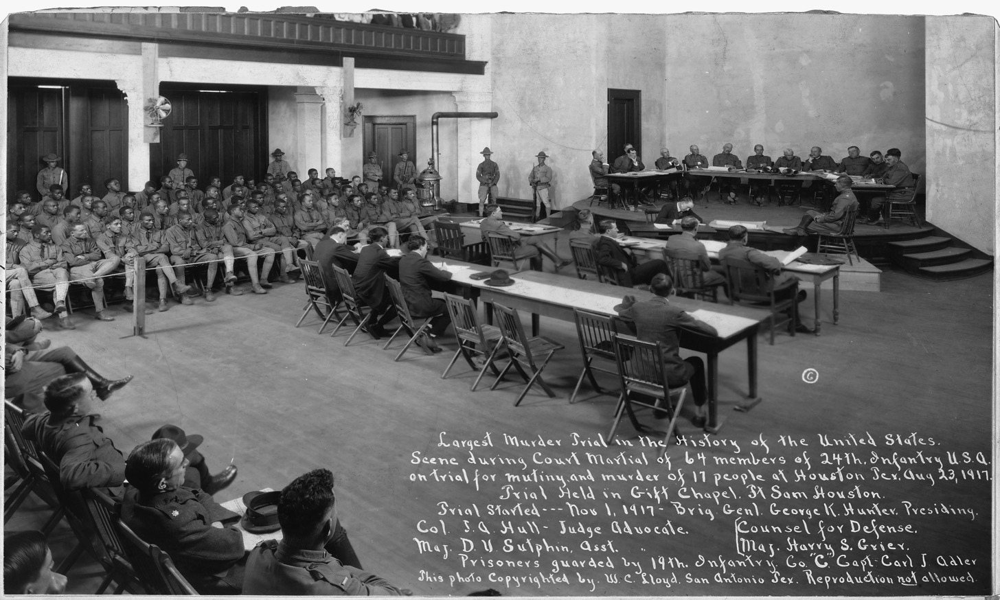 ©
Largest Murder Trial in the History of the United States.
Scene during Court Martial of 64 members of 24th. Infantry U.S.A.
on trial for mutiny and murder of 17 people at Houston Tex. Aug 23, 1917.
Trial Held in Gift Chapel. Ft Sam Houston.
Trial Started---Nov 1, 1917- Brig. Genl. George K. Hunter, Presiding.
Col. J. A. Hull - Judge Advocate. [Counsel for Defense.
Maj. D. V. Sutphin, Asst. " [Maj. Harry S. Grier.
Prisoners guarded by 19th. Infantry. Co. "C." Capt-Carl J Adler
This photo Copyrighted by. W. C. Lloyd. San Antonio Tex. Reproduction not allowed.